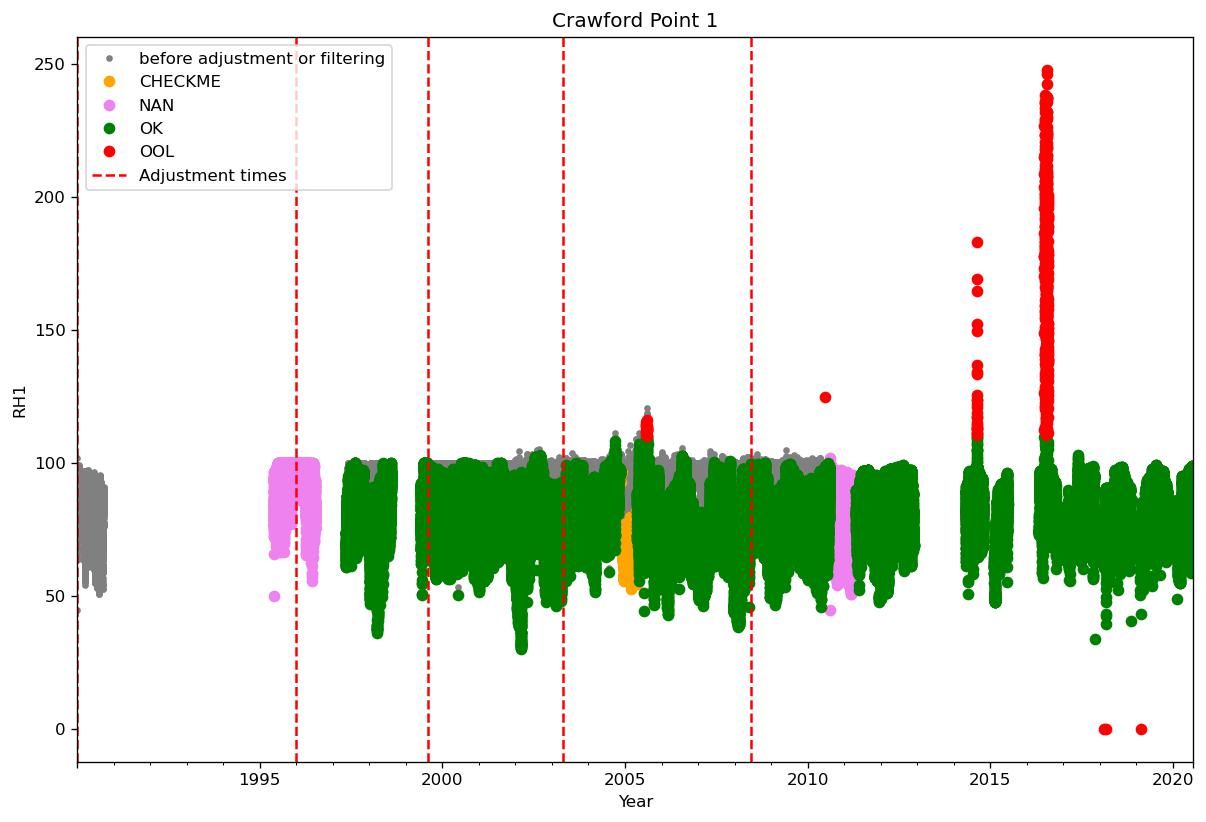 Crawford Point 1
before adjustment or filtering
CHECKME
NAN
OK
OOL
Adjustment times
250
200
150
100
50
0
RH1
1995
2000
2005
2010
2015
2020
Year